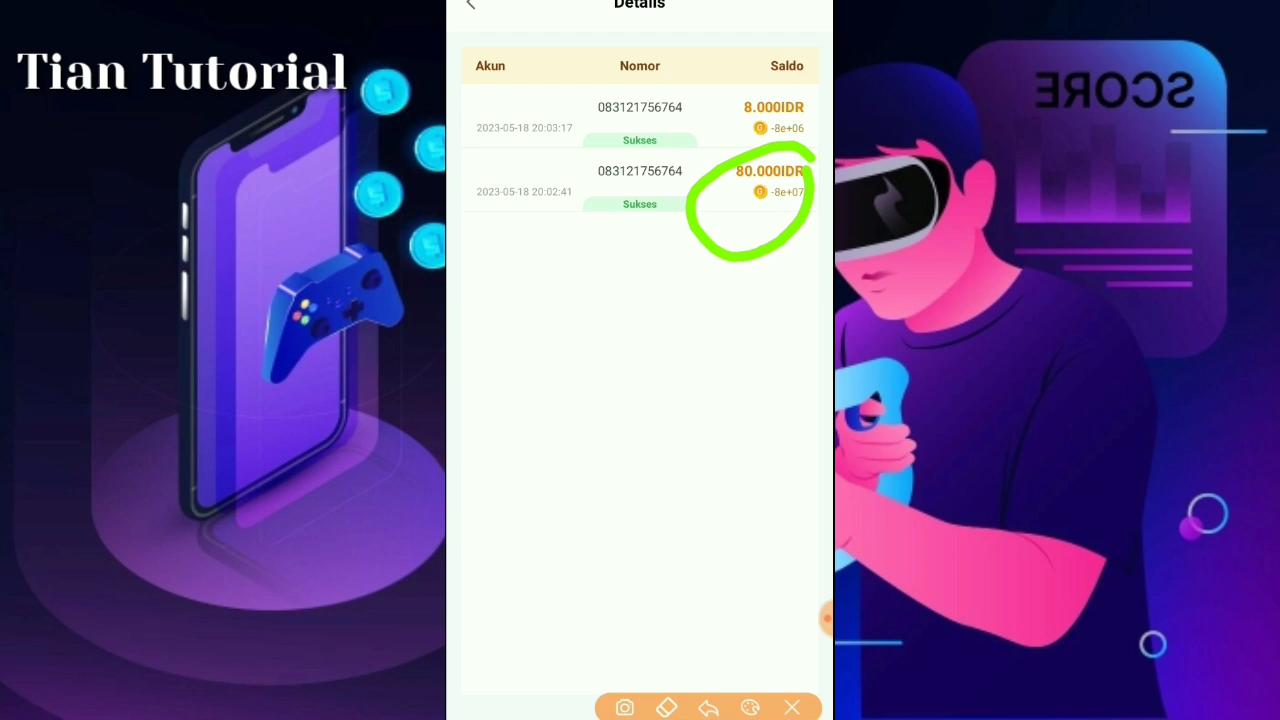 Tian Tutorial
Details
Akun Nomor Saldo
083121756764 8.000IDR
2023-05-18 20:03:17 -8e+06
Sukses
083121756764 80.000IDR
2023-05-18 20:02:41 -8e+07
Sukses
SCORE